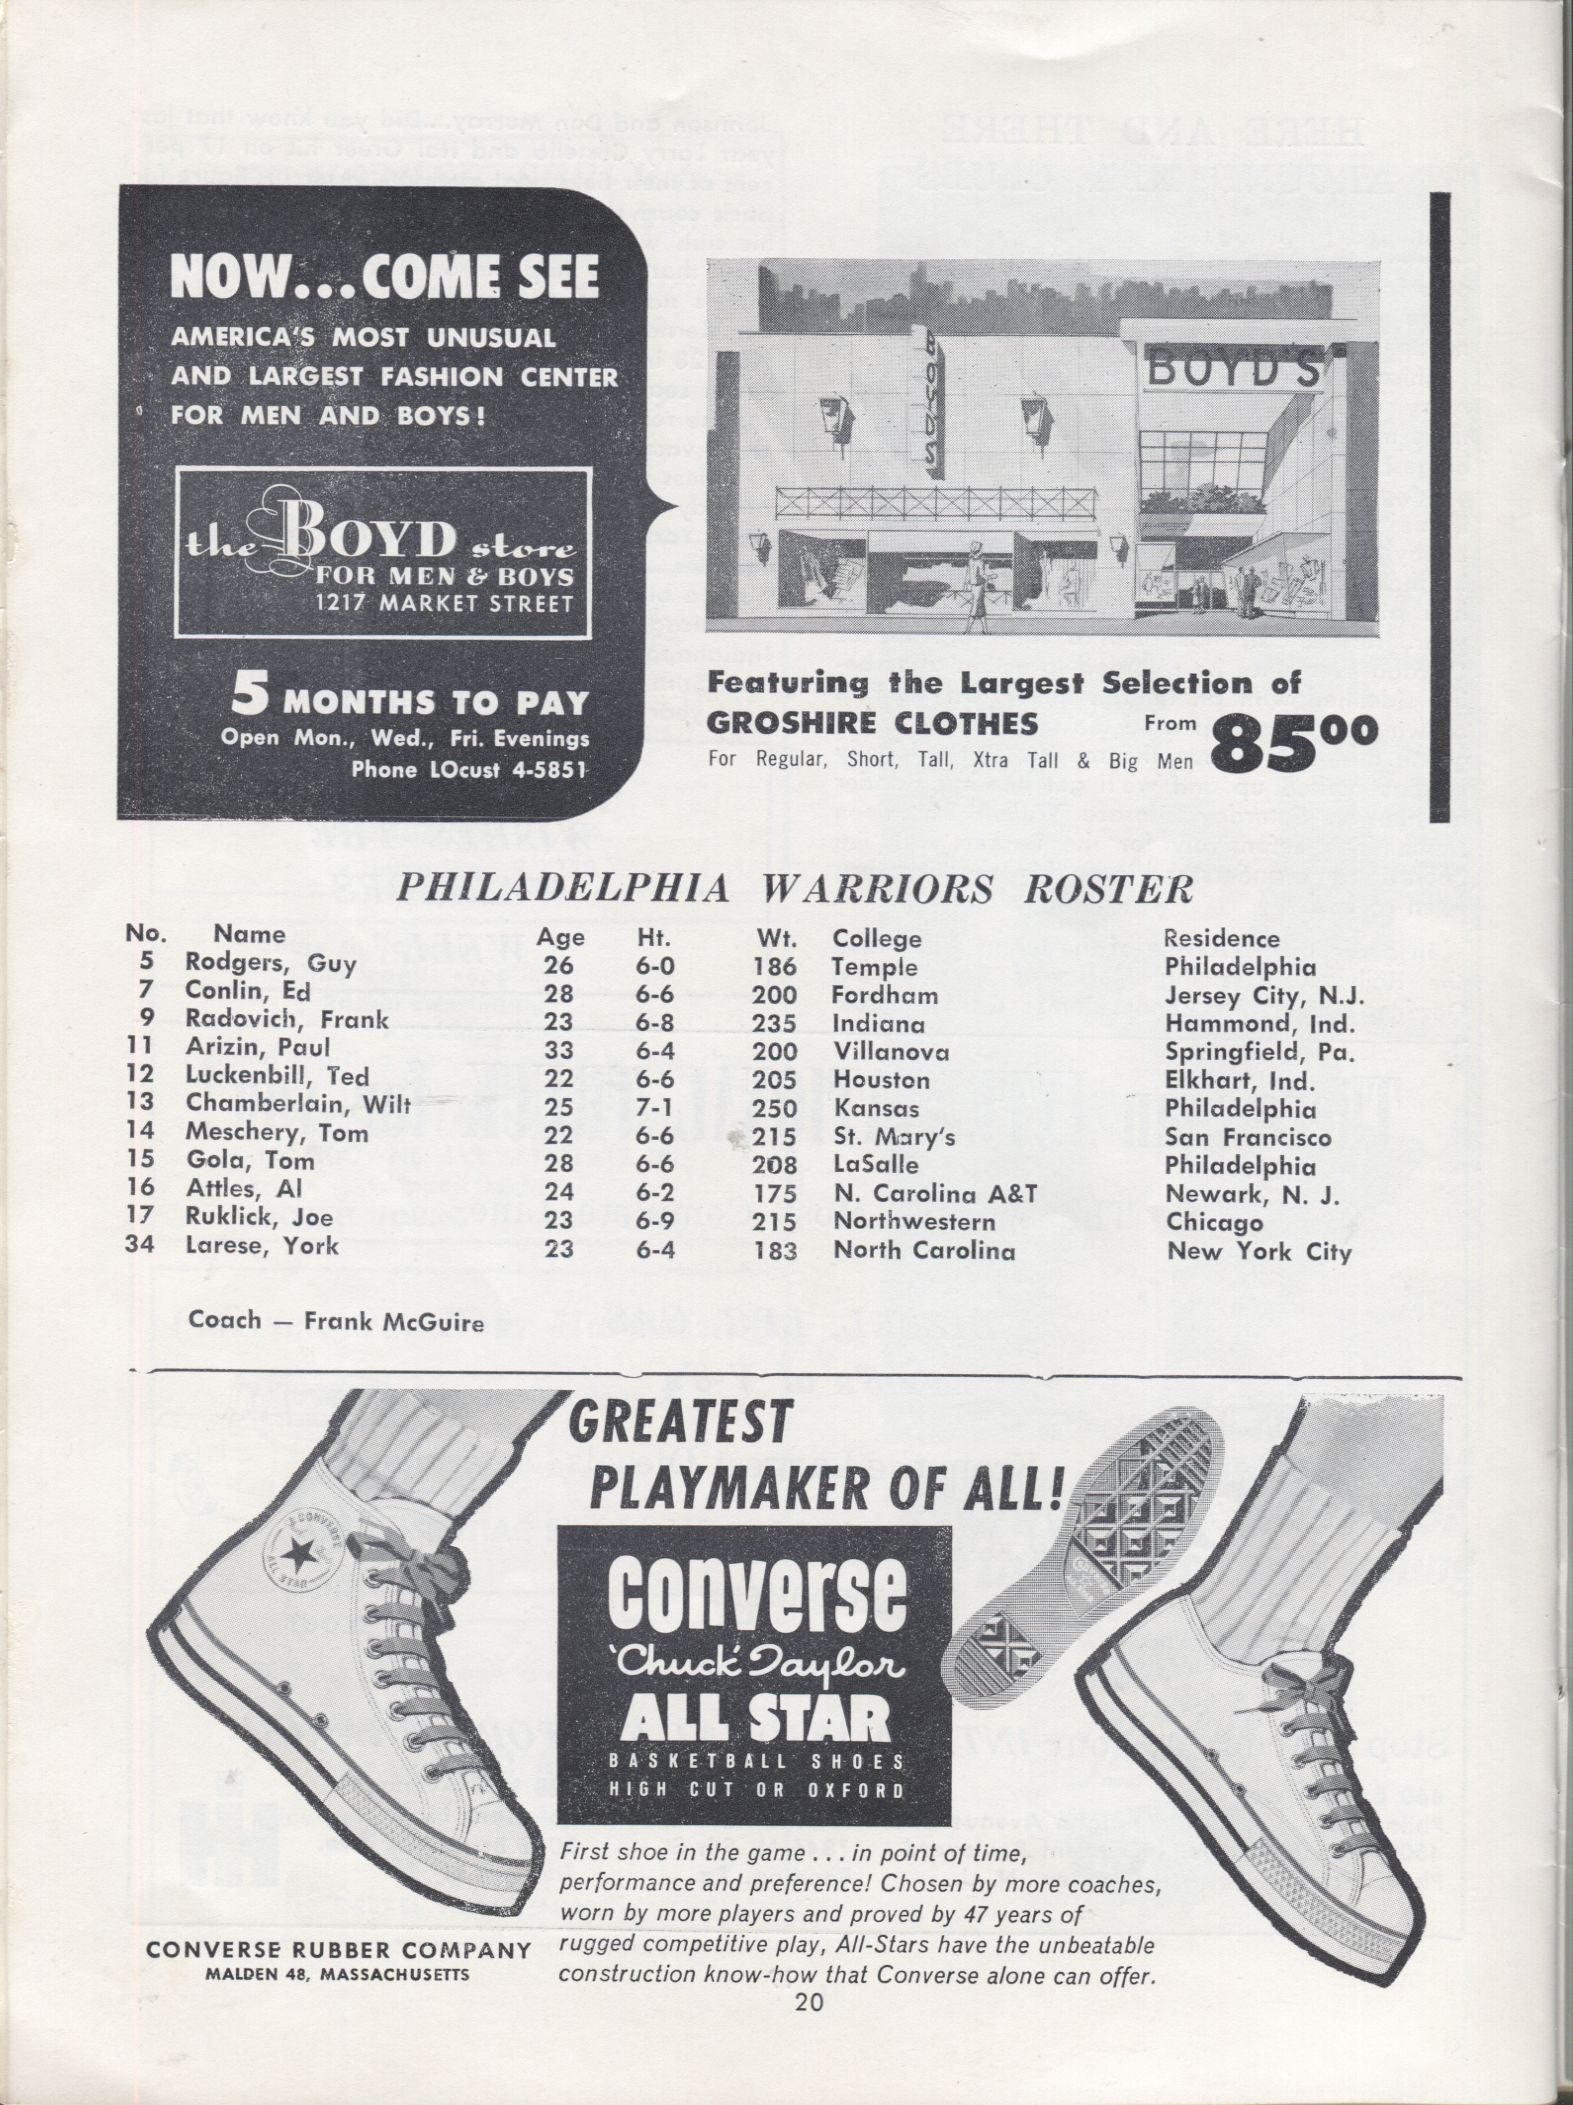 NOW...COME SEE
AMERICA'S MOST UNUSUAL
AND LARGEST FASHION CENTER
FOR MEN AND BOYS!
the BOYD store
FOR MEN & BOYS
1217 MARKET STREET
5 MONTHS TO PAY
Open Mon., Wed., Fri. Evenings
Phone LOcust 4-5851
BOYD'S
BOYD'S
Featuring the Largest Selection of
GROSHIRE CLOTHES From 85⁰⁰
For Regular, Short, Tall, Xtra Tall & Big Men
PHILADELPHIA WARRIORS ROSTER
No. Name Age Ht. Wt. College Residence
5 Rodgers, Guy 26 6-0 186 Temple Philadelphia
7 Conlin, Ed 28 6-6 200 Fordham Jersey City, N.J.
9 Radovich, Frank 23 6-8 235 Indiana Hammond, Ind.
11 Arizin, Paul 33 6-4 200 Villanova Springfield, Pa.
12 Luckenbill, Ted 22 6-6 205 Houston Elkhart, Ind.
13 Chamberlain, Wilt 25 7-1 250 Kansas Philadelphia
14 Meschery, Tom 22 6-6 215 St. Mary's San Francisco
15 Gola, Tom 28 6-6 208 LaSalle Philadelphia
16 Attles, Al 24 6-2 175 N. Carolina A&T Newark, N. J.
17 Ruklick, Joe 23 6-9 215 Northwestern Chicago
34 Larese, York 23 6-4 183 North Carolina New York City
Coach — Frank McGuire
GREATEST
PLAYMAKER OF ALL!
CONVERSE
ALL STAR
converse
'Chuck' Taylor
ALL STAR
BASKETBALL SHOES
HIGH CUT OR OXFORD
First shoe in the game . . . in point of time,
performance and preference! Chosen by more coaches,
worn by more players and proved by 47 years of
rugged competitive play, All-Stars have the unbeatable
construction know-how that Converse alone can offer.
CONVERSE RUBBER COMPANY
MALDEN 48, MASSACHUSETTS
20